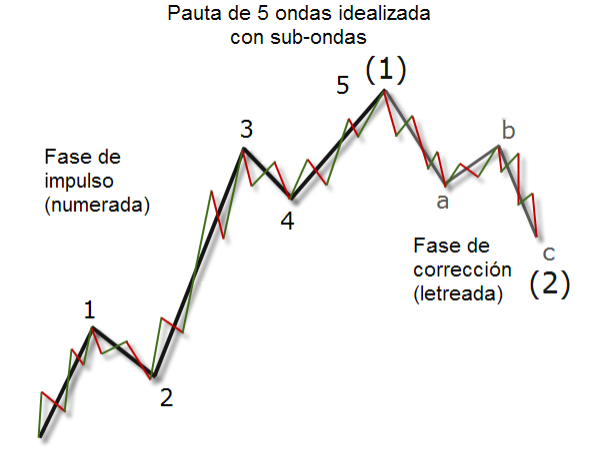 Pauta de 5 ondas idealizada
con sub-ondas
5
(1)
3
b
Fase de
impulso
(numerada)
a
4
Fase de
corrección
(letreada)
c
(2)
1
2